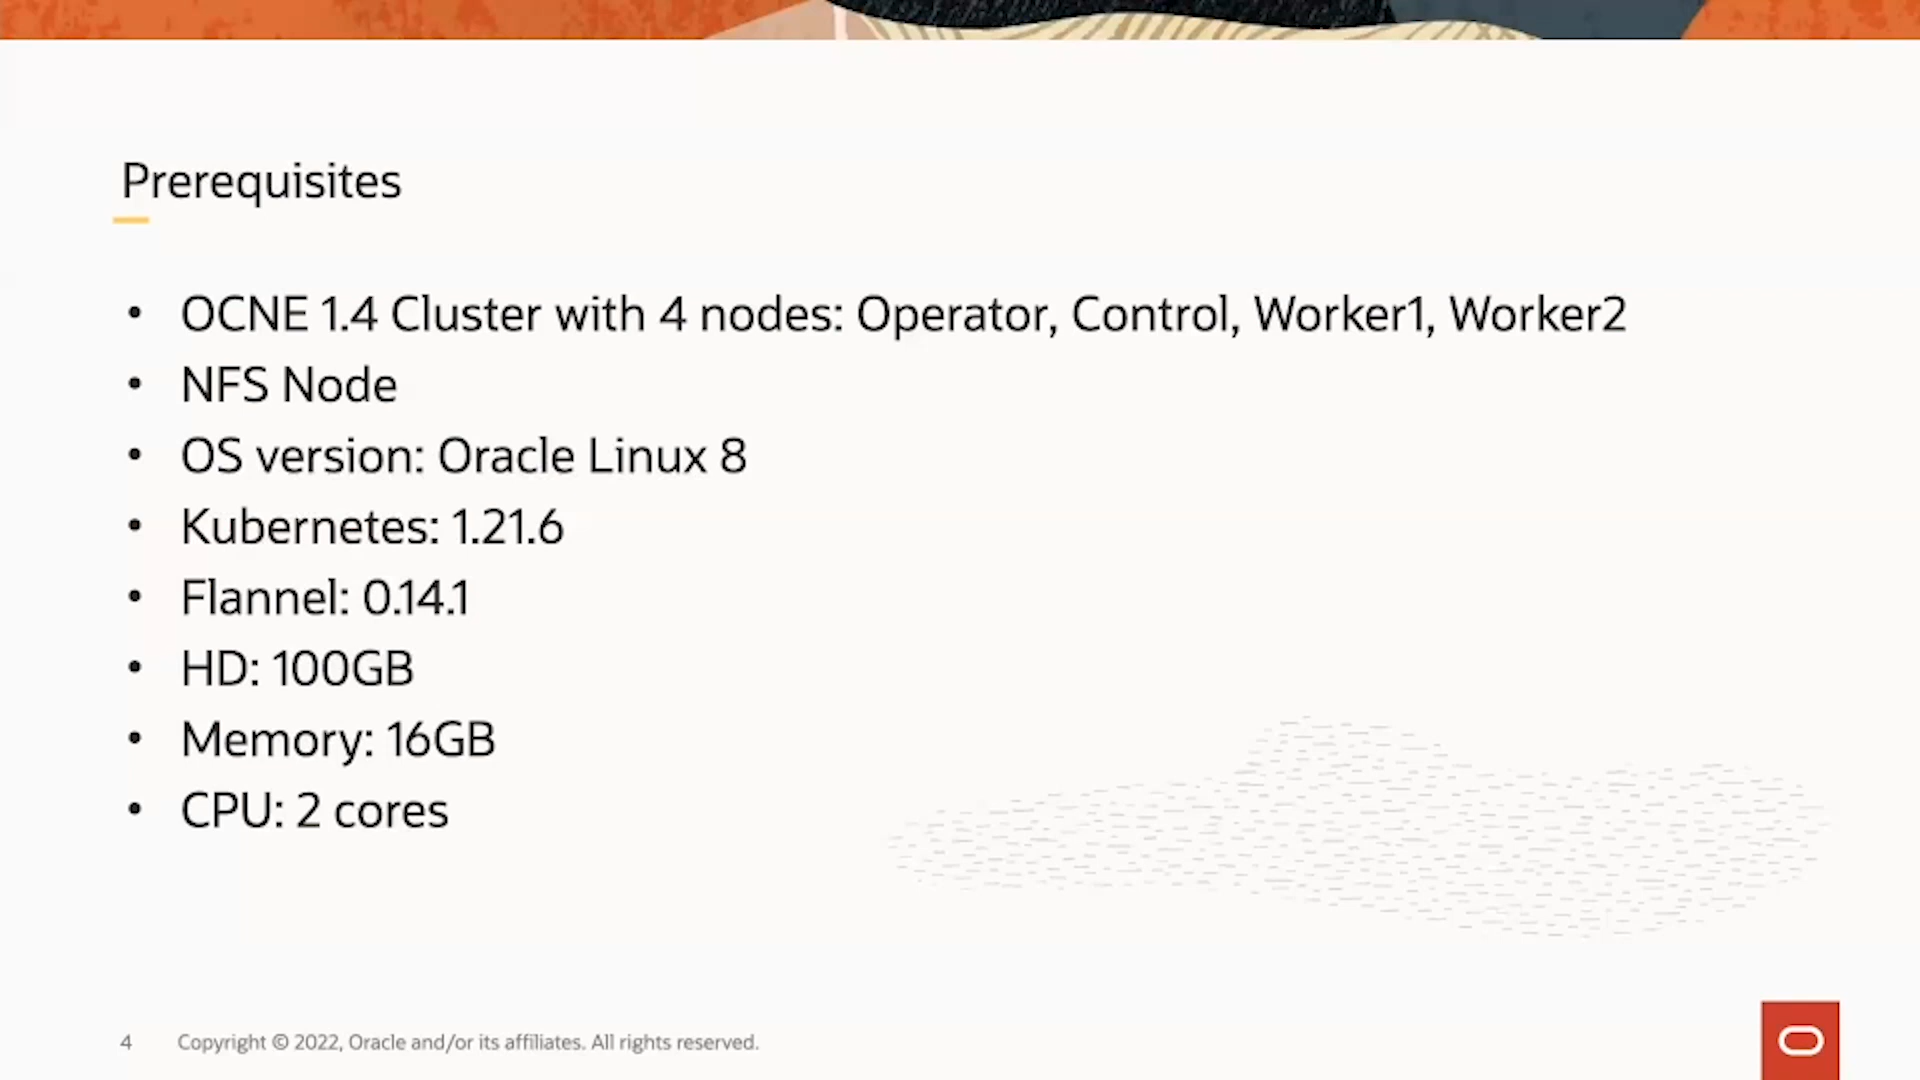 Prerequisites
• OCNE 1.4 Cluster with 4 nodes: Operator, Control, Worker1, Worker2
• NFS Node
• OS version: Oracle Linux 8
• Kubernetes: 1.21.6
• Flannel: 0.14.1
• HD: 100GB
• Memory: 16GB
• CPU: 2 cores
4 Copyright © 2022, Oracle and/or its affiliates. All rights reserved.